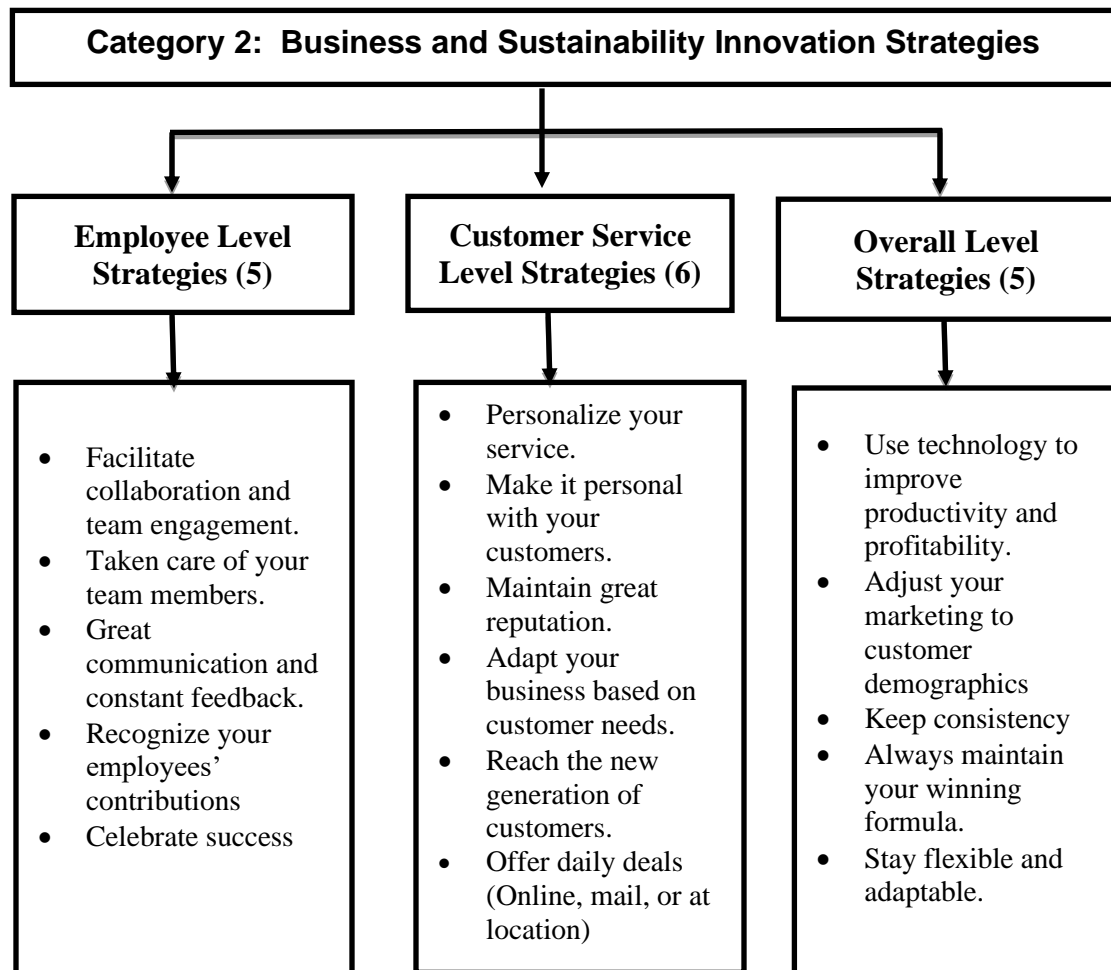 Category 2:  Business and Sustainability Innovation Strategies
Employee Level
Strategies (5)
Customer Service
Level Strategies (6)
Overall Level
Strategies (5)
• Facilitate
collaboration and
team engagement.
• Taken care of your
team members.
• Great
communication and
constant feedback.
• Recognize your
employees’
contributions
• Celebrate success
• Personalize your
service.
• Make it personal
with your
customers.
• Maintain great
reputation.
• Adapt your
business based on
customer needs.
• Reach the new
generation of
customers.
• Offer daily deals
(Online, mail, or at
location)
• Use technology to
improve
productivity and
profitability.
• Adjust your
marketing to
customer
demographics
• Keep consistency
• Always maintain
your winning
formula.
• Stay flexible and
adaptable.